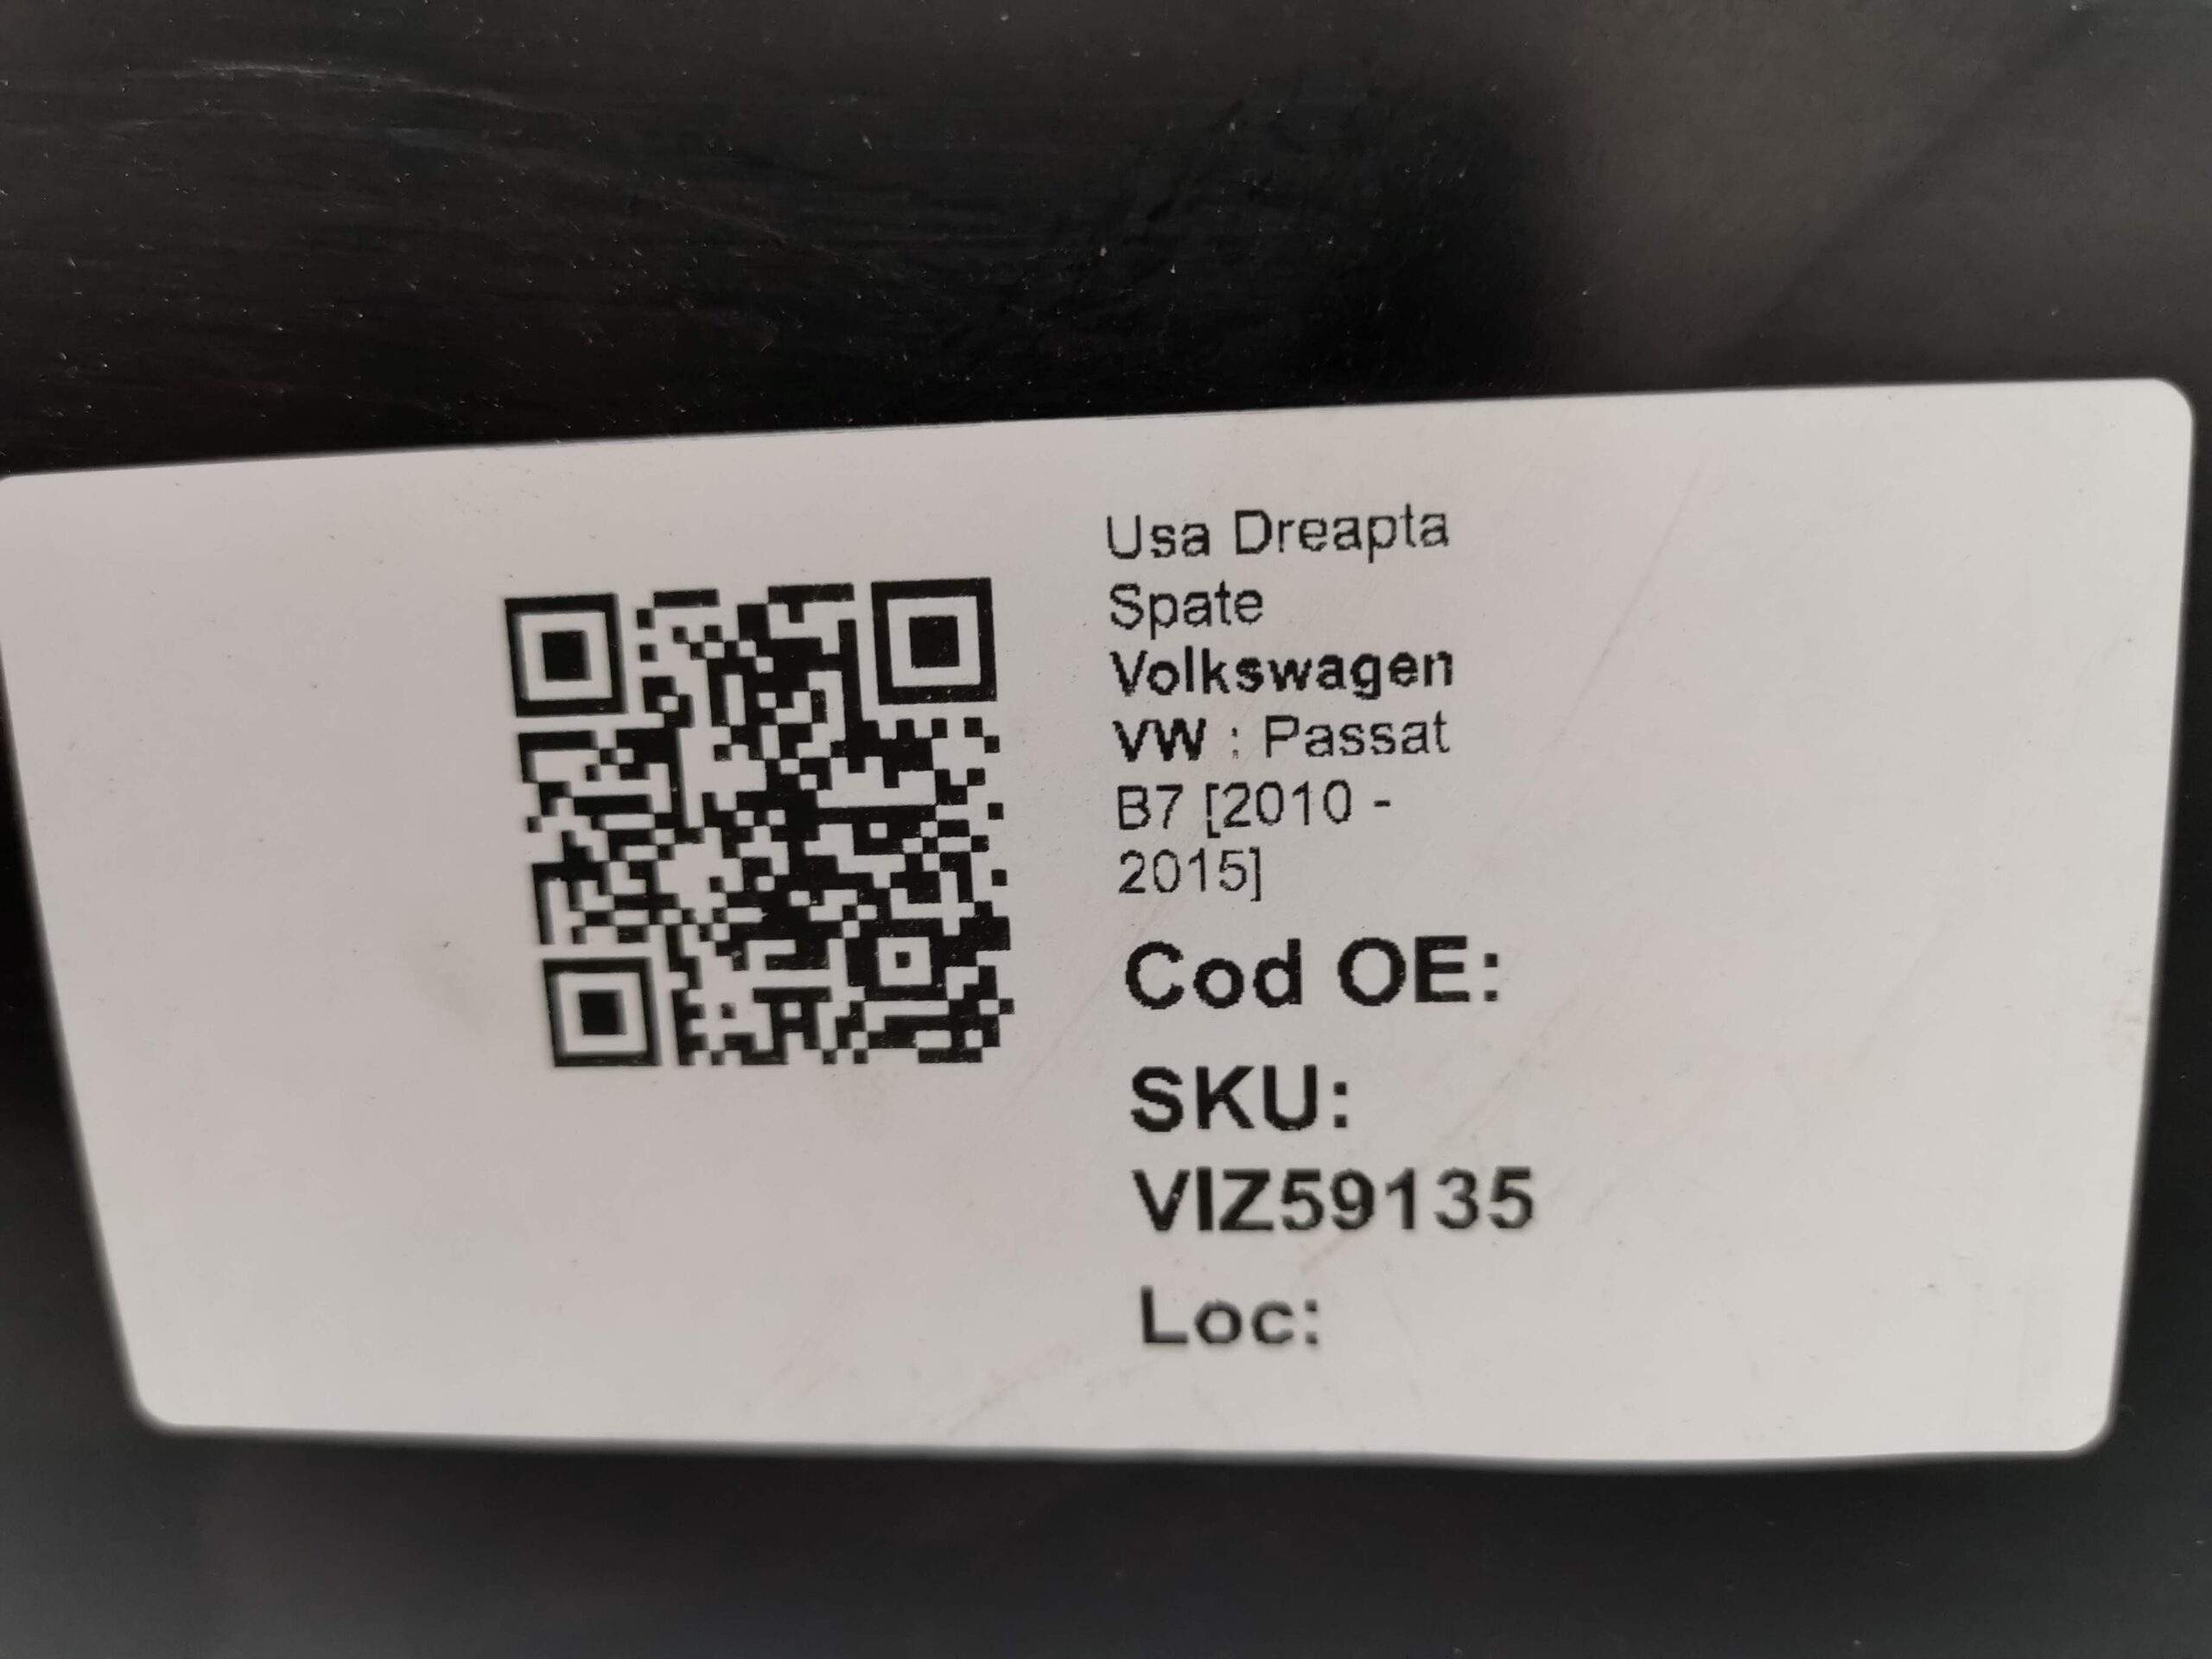 Usa Dreapta
Spate
Volkswagen
VW : Passat
B7 [2010 -
2015]
Cod OE:
SKU:
VIZ59135
Loc: